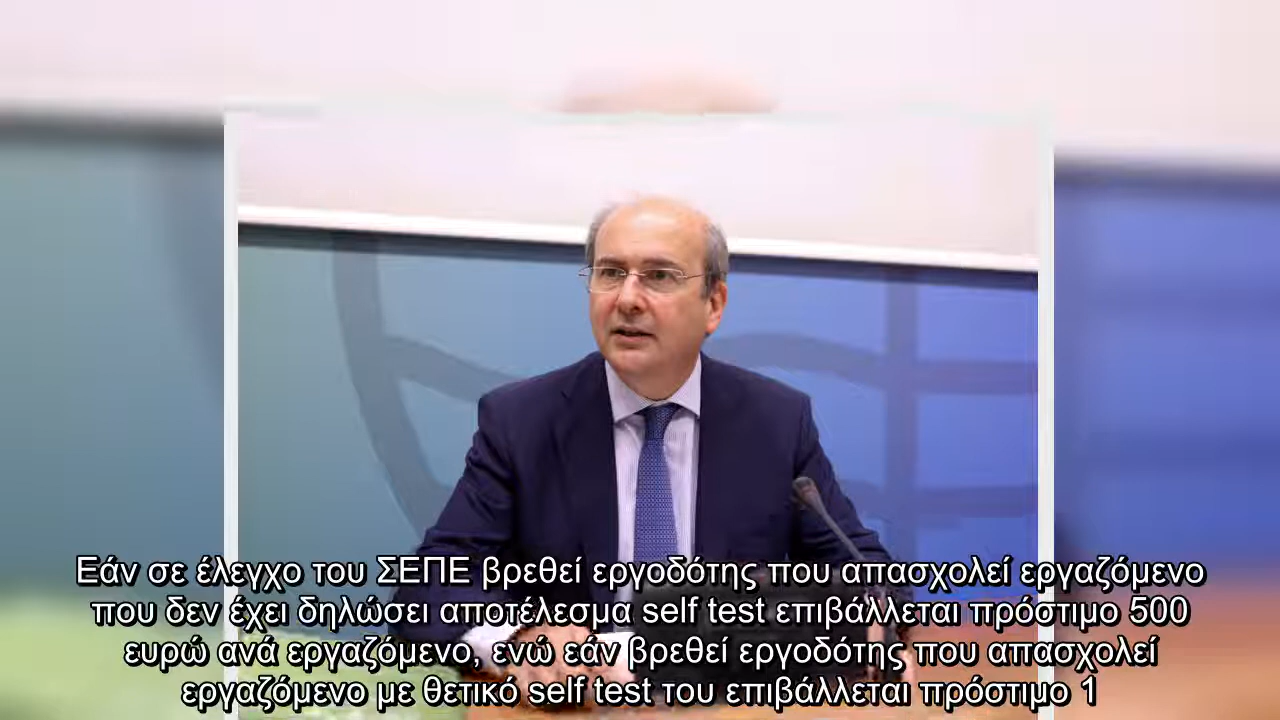 Εάν σε έλεγχο του ΣΕΠΕ βρεθεί εργοδότης που απασχολεί εργαζόμενο
που δεν έχει δηλώσει αποτέλεσμα self test επιβάλλεται πρόστιμο 500
ευρώ ανά εργαζόμενο, ενώ εάν βρεθεί εργοδότης που απασχολεί
εργαζόμενο με θετικό self test του επιβάλλεται πρόστιμο 1